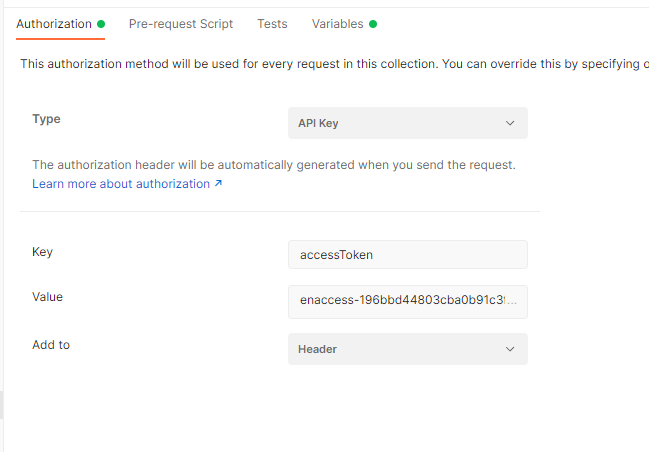 Authorization Pre-request Script Tests Variables
This authorization method will be used for every request in this collection. You can override this by specifying
Type API Key
The authorization header will be automatically generated when you send the request.
Learn more about authorization ↗
Key accessToken
Value enaccess-196bbd44803cba0b91c3...
Add to Header